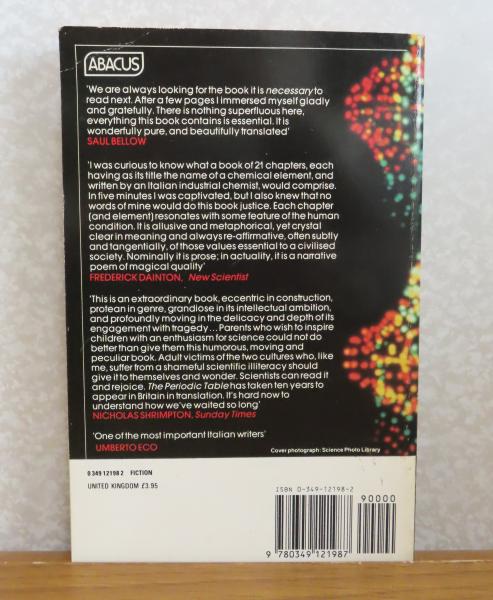 ABACUS
'We are always looking for the book it is necessary to
read next. After a few pages I immersed myself gladly
and gratefully. There is nothing superfluous here,
everything this book contains is essential. It is
wonderfully pure, and beautifully translated'
SAUL BELLOW
'I was curious to know what a book of 21 chapters, each
having as its title the name of a chemical element, and
written by an Italian industrial chemist, would comprise.
In five minutes I was captivated, but I also knew that no
words of mine would do this book justice. Each chapter
(and element) resonates with some feature of the human
condition. It is allusive and metaphorical, yet crystal
clear in meaning and always re-affirmative, often subtly
and tangentially, of those values essential to a civilised
society. Nominally it is prose; in actuality, it is a narrative
poem of magical quality'
FREDERICK DAINTON, New Scientist
'This is an extraordinary book, eccentric in construction,
protean in genre, grandiose in its intellectual ambition,
and profoundly moving in the delicacy and depth of its
engagement with tragedy... Parents who wish to inspire
children with an enthusiasm for science could not do
better than give them this humorous, moving and
peculiar book. Adult victims of the two cultures who, like
me, suffer from a shameful scientific illiteracy should
give it to themselves and wonder. Scientists can read it
and rejoice. The Periodic Table has taken ten years to
appear in Britain in translation. It's hard now to
understand how we've waited so long'
NICHOLAS SHRIMPTON, Sunday Times
'One of the most important Italian writers'
UMBERTO ECO
Cover photograph: Science Photo Library
0 349 12198 2 FICTION
UNITED KINGDOM £3.95
ISBN 0-349-12198-2
90000
9 780349 121987